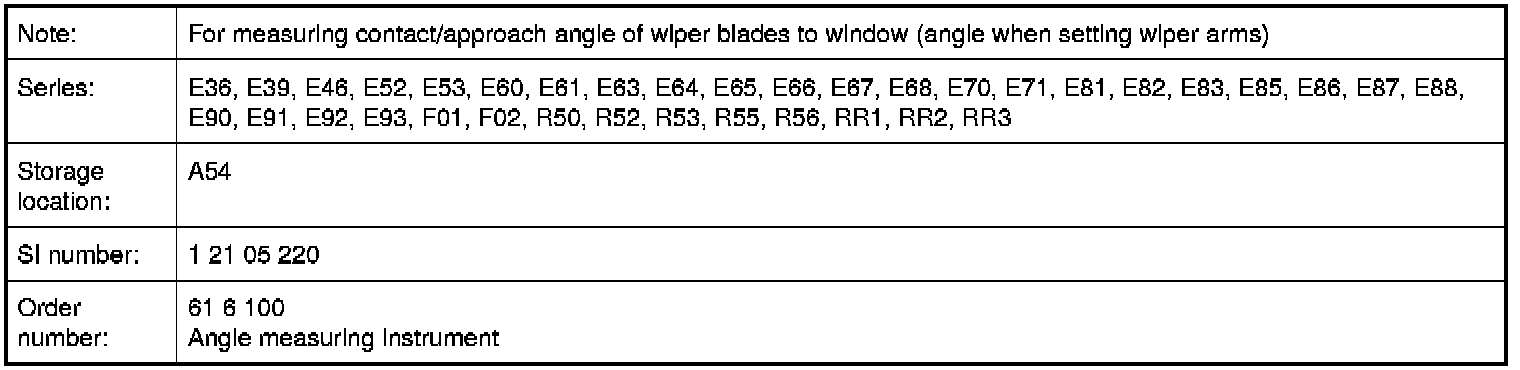 Note: For measuring contact/approach angle of wiper blades to window (angle when setting wiper arms)
Series: E36, E39, E46, E52, E53, E60, E61, E63, E64, E65, E66, E67, E68, E70, E71, E81, E82, E83, E85, E86, E87, E88,
E90, E91, E92, E93, F01, F02, R50, R52, R53, R55, R56, RR1, RR2, RR3
Storage A54
location:
SI number: 1 21 05 220
Order 61 6 100
number: Angle measuring instrument